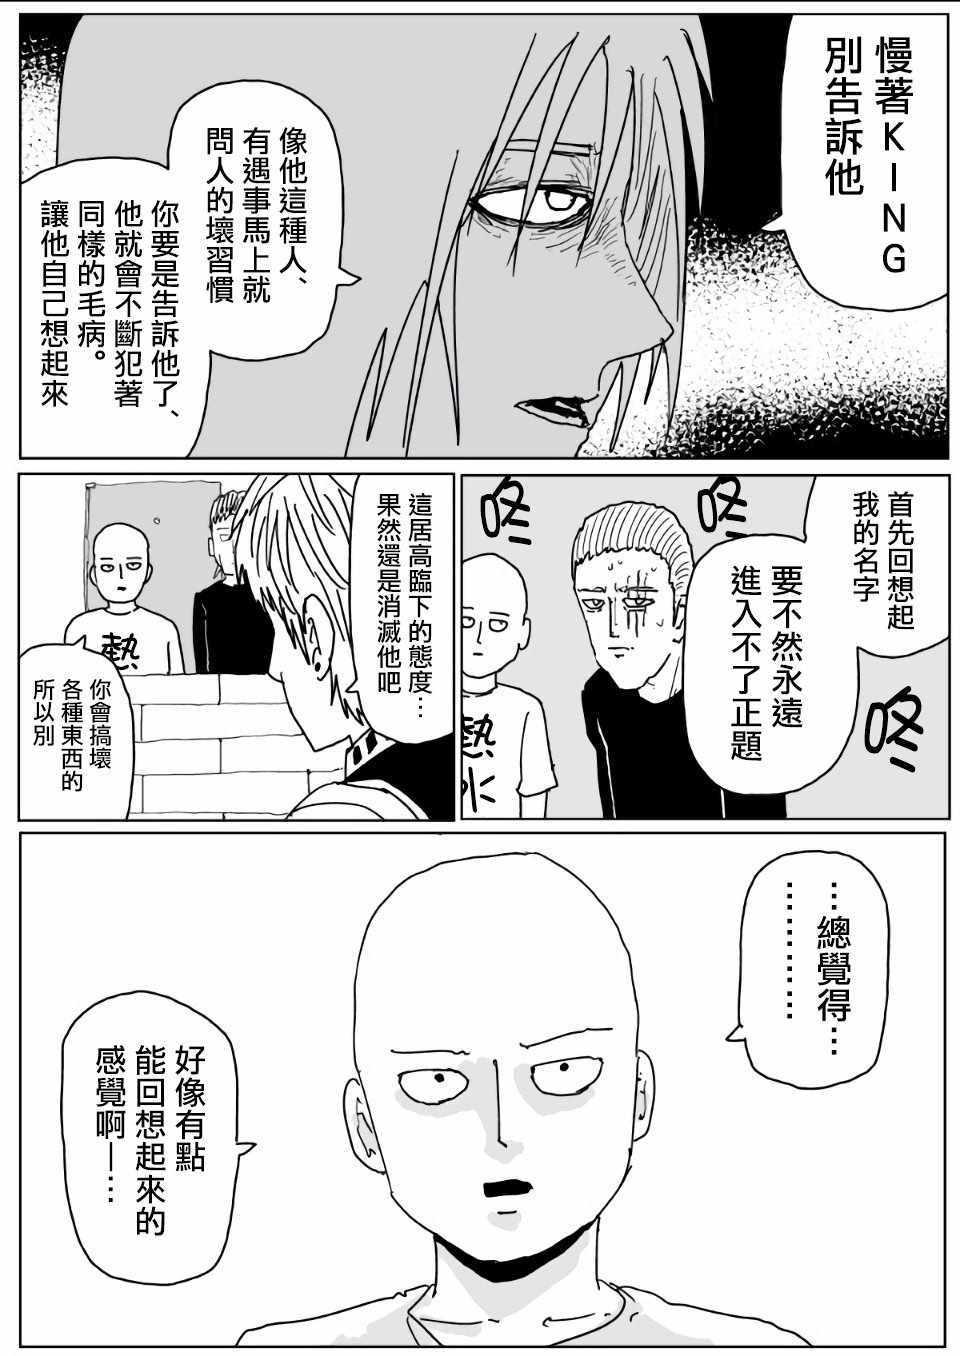 慢著KING
別告訴他
像他這種人、
有遇事馬上就
問人的壞習慣
你要是告訴他了、
他就會不斷犯著
同樣的毛病。
讓他自己想起來
首先回想起
我的名字
要不然永遠
進入不了正題
咚
咚
咚
熱
水
這居高臨下的態度…
果然還是消滅他吧
熱
你會搞壞
各種東西的
所以別
…總覺得…
…………
好像有點
能回想起來的
感覺啊—…